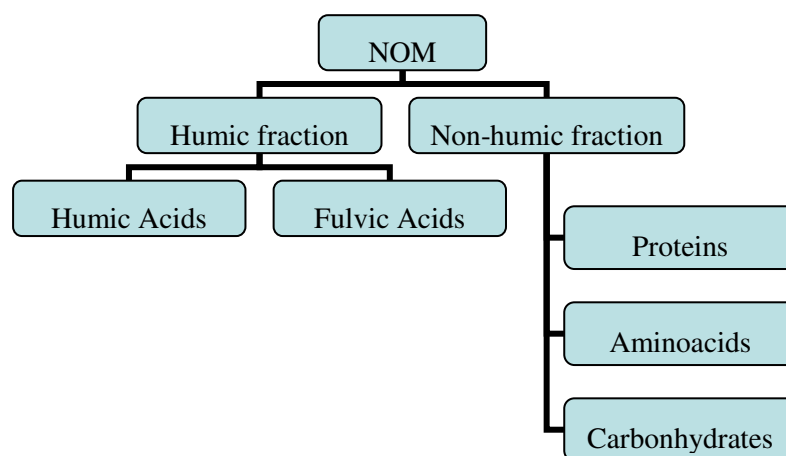 NOM
Humic fraction
Non-humic fraction
Humic Acids
Fulvic Acids
Proteins
Aminoacids
Carbonhydrates